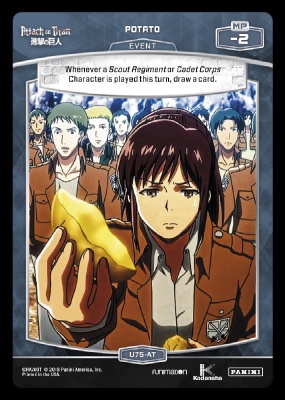 Attack on Titan
進撃の巨人
POTATO
MP
-2
EVENT
Whenever a Scout Regiment or Cadet Corps
Character is played this turn, draw a card.
U75-AT
©HK/AOT © 2018 Panini America, Inc.
Printed in the USA.
FUNIMATION
K
Kodansha
PANINI